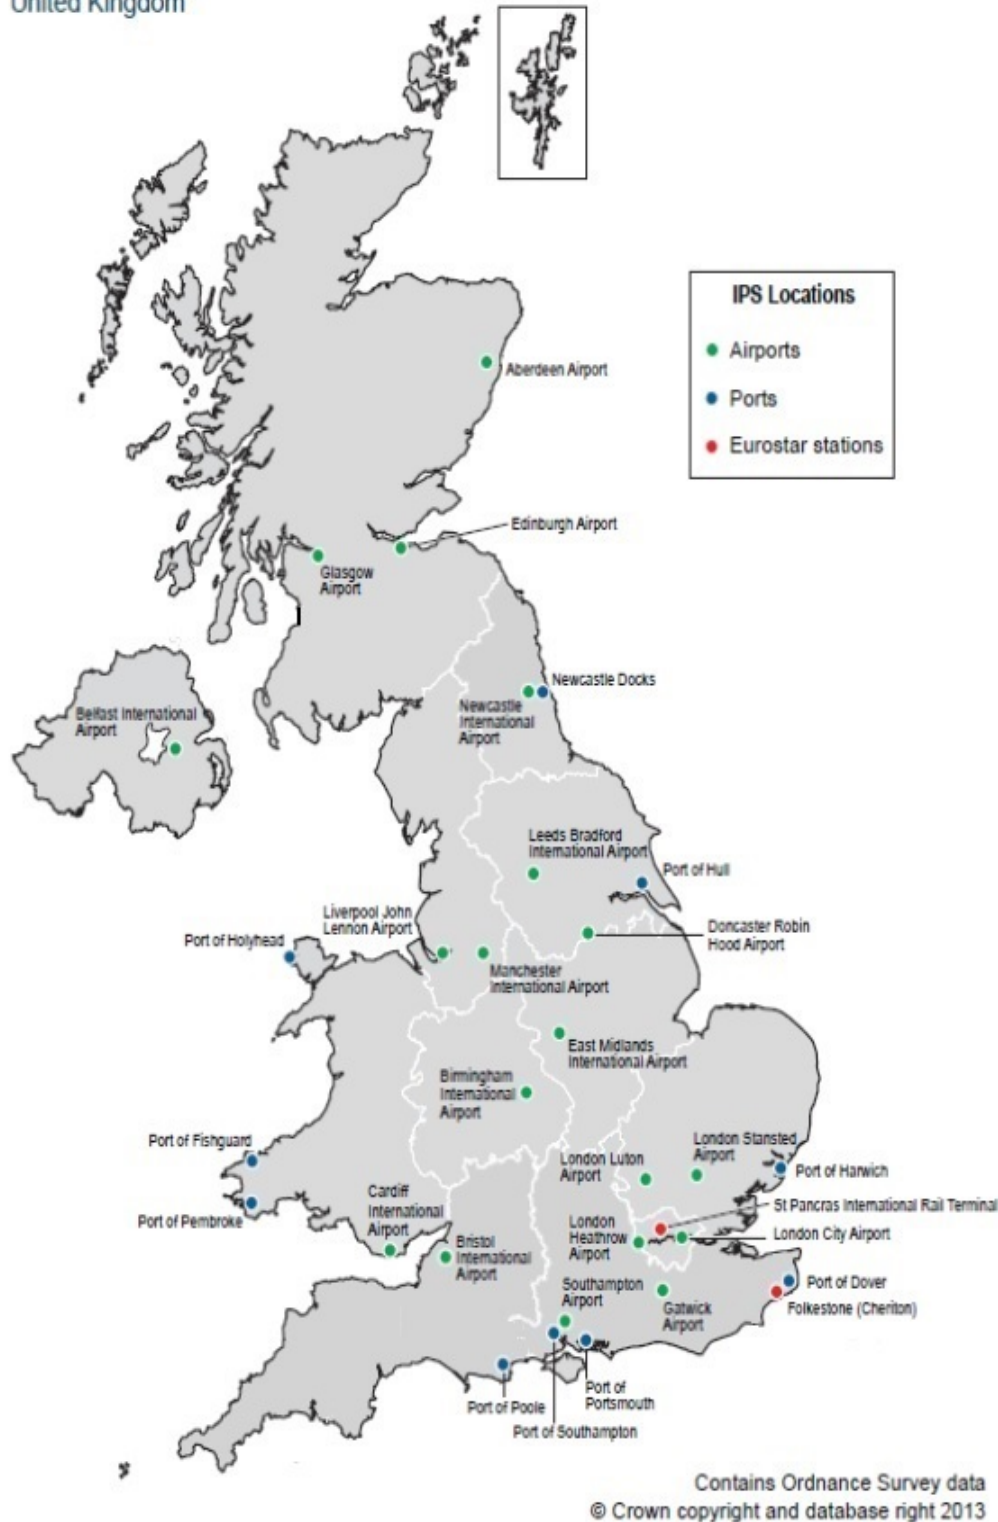 United Kingdom
IPS Locations
Airports
Ports
Eurostar stations
Aberdeen Airport
Edinburgh Airport
Glasgow
Airport
Newcastle Docks
Newcastle
International
Airport
Belfast International
Airport
Leeds Bradford
International Airport
Port of Hull
Liverpool John
Lennon Airport
Doncaster Robin
Hood Airport
Port of Holyhead
Manchester
International Airport
East Midlands
International Airport
Birmingham
International
Airport
Port of Fishguard
London Stansted
Airport
London Luton
Airport
Port of Harwich
Cardiff
International
Airport
St Pancras International Rail Terminal
Port of Pembroke
London
Heathrow
Airport
London City Airport
Bristol
International
Airport
Southampton
Airport
Port of Dover
Gatwick
Airport
Folkestone (Cheriton)
Port of
Portsmouth
Port of Poole
Port of Southampton
Contains Ordnance Survey data
© Crown copyright and database right 2013